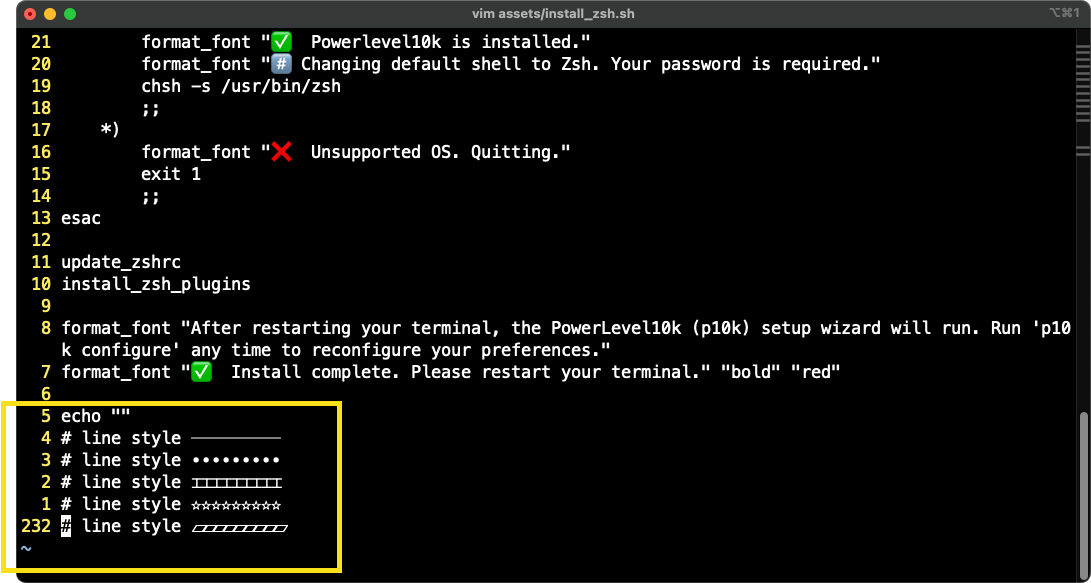 vim assets/install_zsh.sh ⌥⌘1
21 format_font "✅  Powerlevel10k is installed."
20 format_font "#️⃣ Changing default shell to Zsh. Your password is required."
19 chsh -s /usr/bin/zsh
18 ;;
17 *)
16 format_font "❌  Unsupported OS. Quitting."
15 exit 1
14 ;;
13 esac
12
11 update_zshrc
10 install_zsh_plugins
9
8 format_font "After restarting your terminal, the PowerLevel10k (p10k) setup wizard will run. Run 'p10
k configure' any time to reconfigure your preferences."
7 format_font "✅  Install complete. Please restart your terminal." "bold" "red"
6
5 echo ""
4 # line style ─────────
3 # line style •••••••••
2 # line style ⌶⌶⌶⌶⌶⌶⌶⌶⌶
1 # line style ☆☆☆☆☆☆☆☆☆
232 # line style ▱▱▱▱▱▱▱▱▱
~